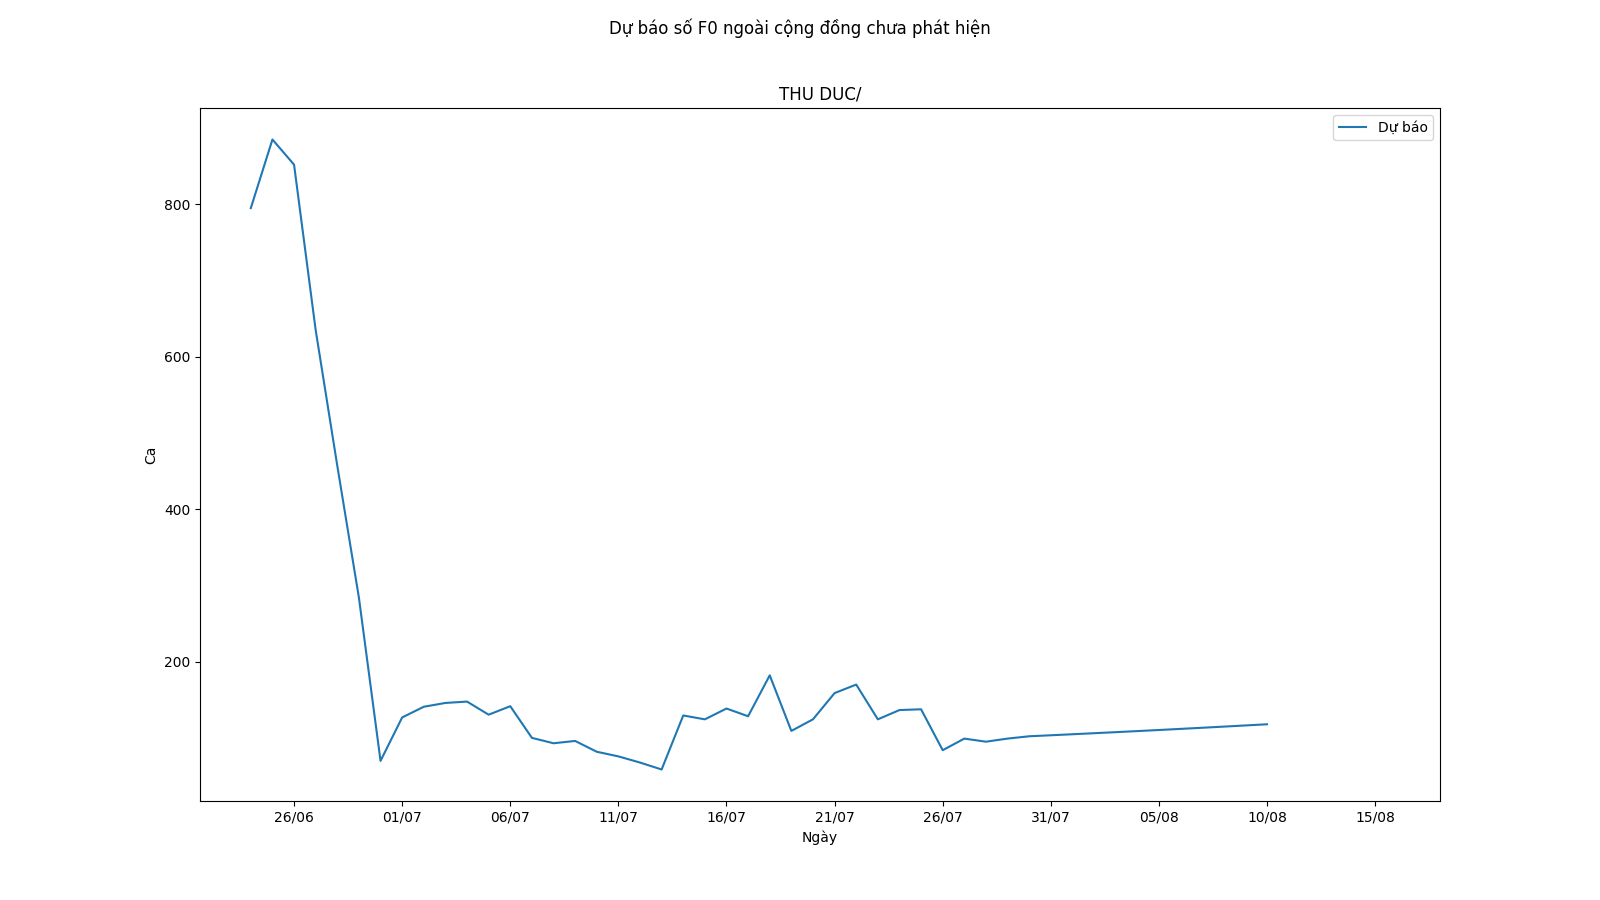 Dự báo số F0 ngoài cộng đồng chưa phát hiện
THU DUC/
Dự báo
800
600
400
200
Ca
26/06 01/07 06/07 11/07 16/07 21/07 26/07 31/07 05/08 10/08 15/08
Ngày